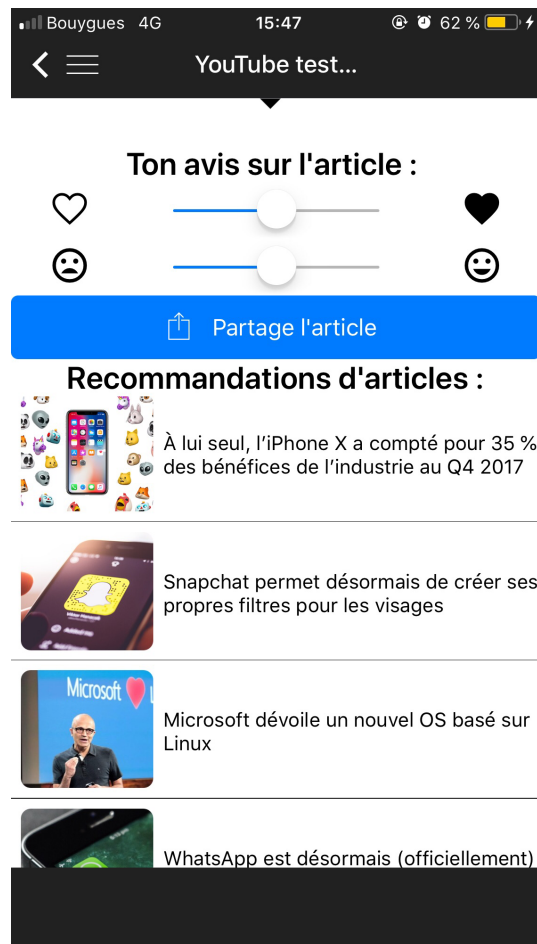 Bouygues 4G 15:47 62 %
YouTube test...
Ton avis sur l'article :
Partage l'article
Recommandations d'articles :
À lui seul, l’iPhone X a compté pour 35 %
des bénéfices de l’industrie au Q4 2017
Snapchat permet désormais de créer ses
propres filtres pour les visages
Microsoft
Microsoft dévoile un nouvel OS basé sur
Linux
WhatsApp est désormais (officiellement)